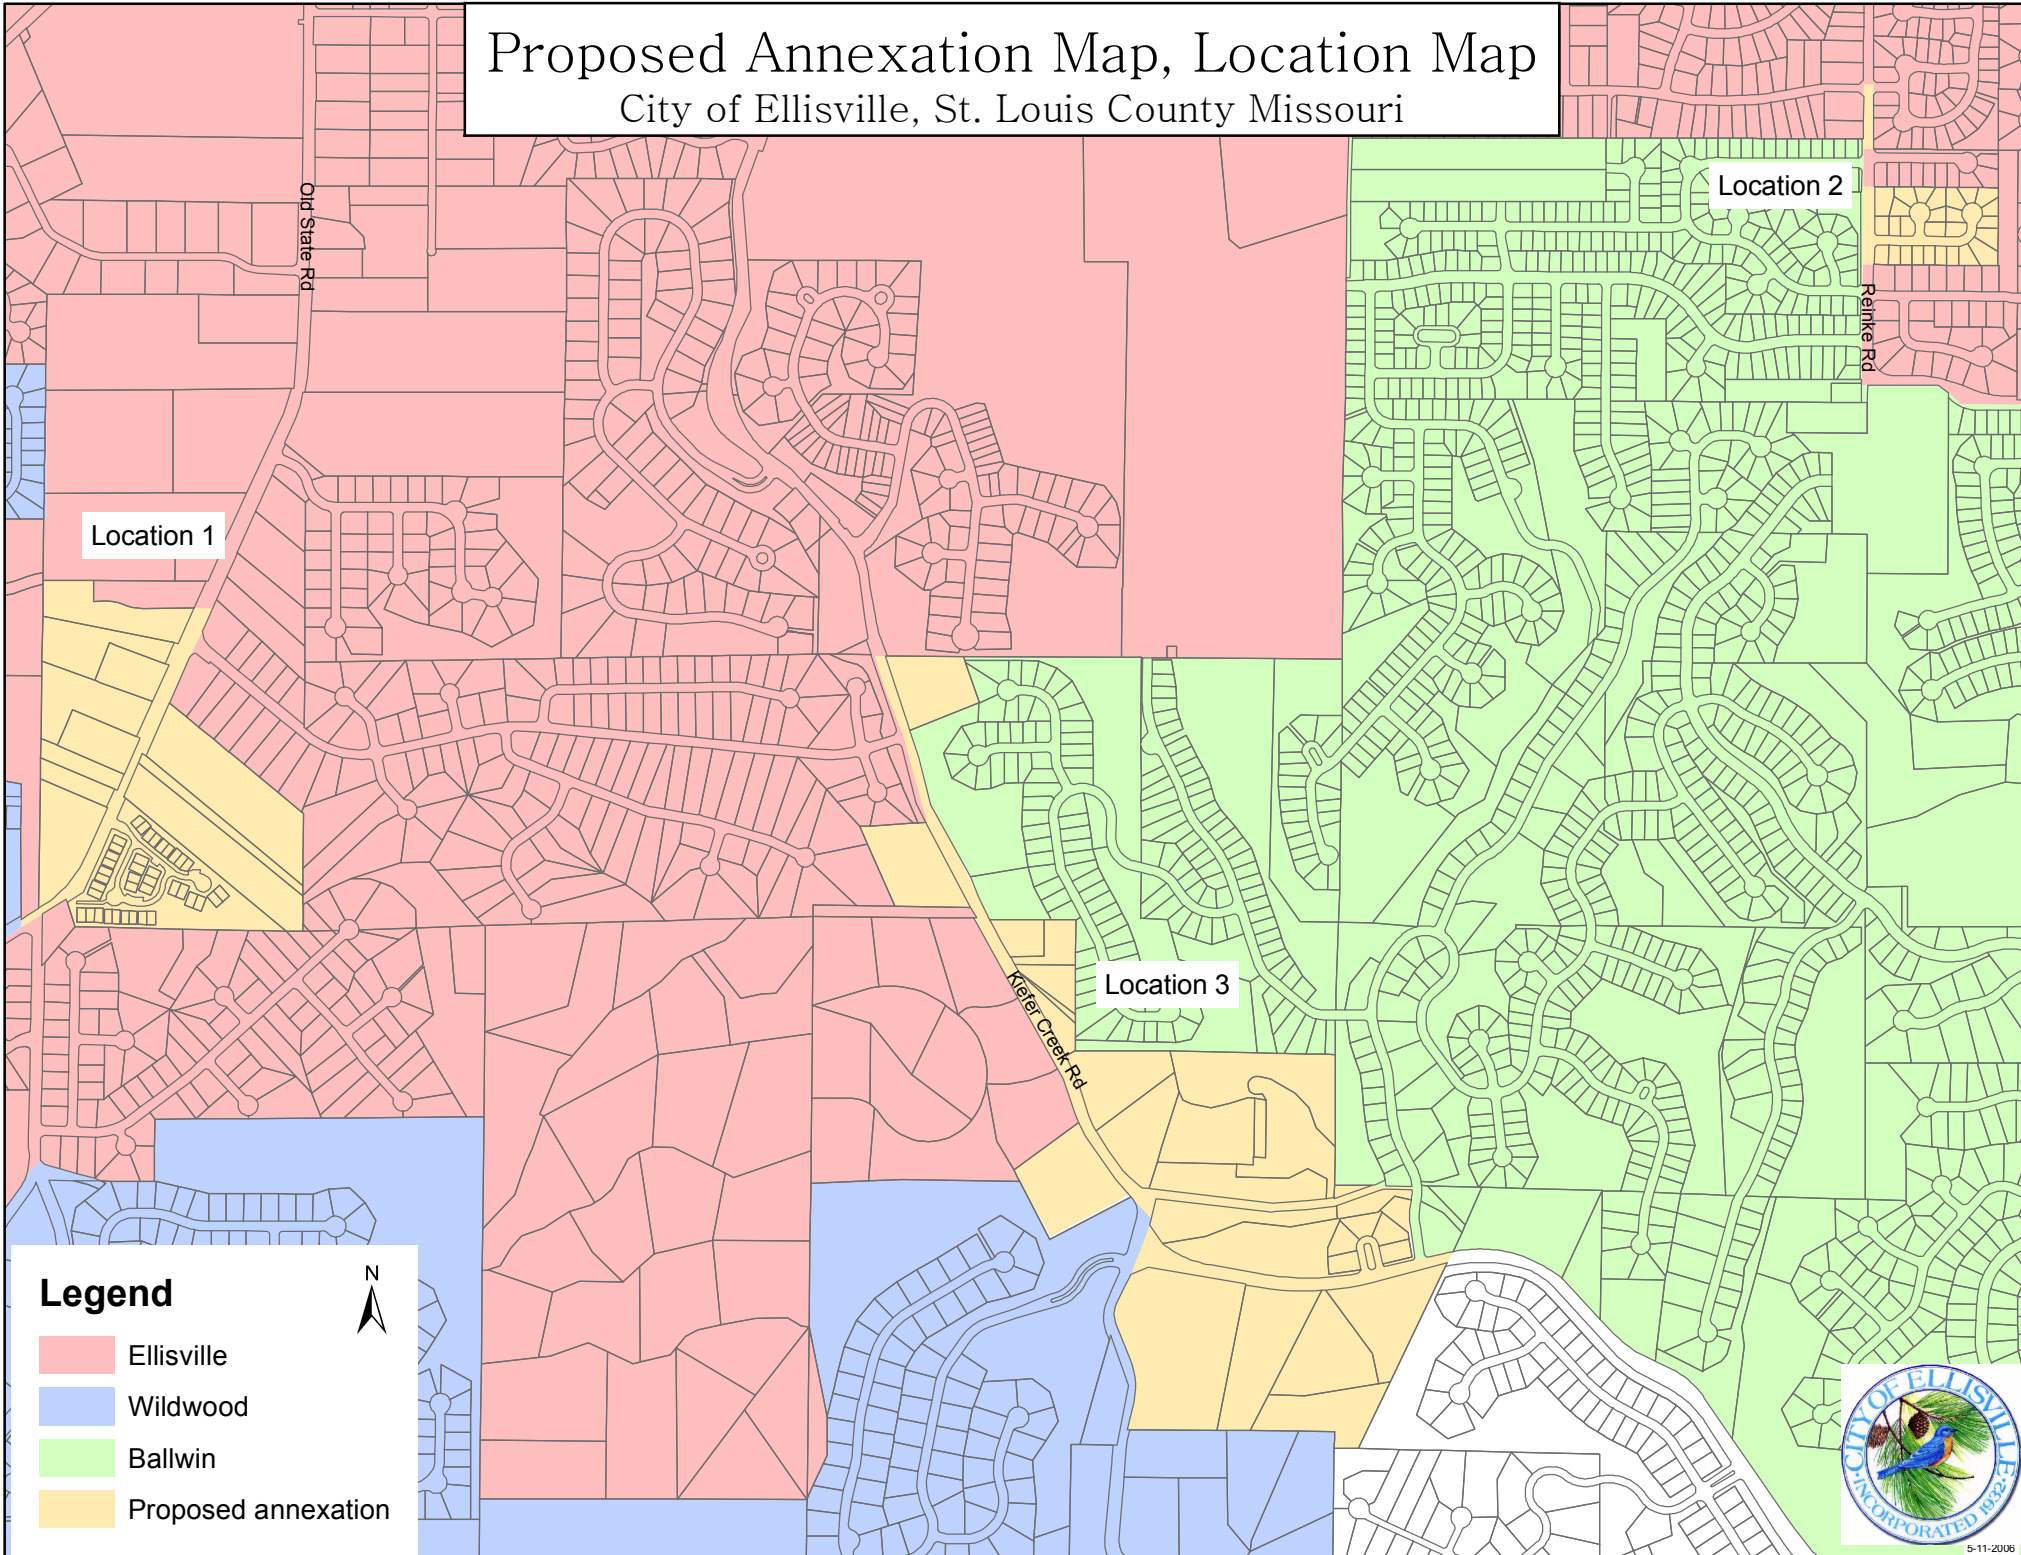 Proposed Annexation Map, Location Map
City of Ellisville, St. Louis County Missouri
Location 2
Old State Rd
Reinke Rd
Location 1
Location 3
Kiefer Creek Rd
Legend
N
Ellisville
Wildwood
Ballwin
Proposed annexation
CITY OF ELLISVILLE
INCORPORATED 1932
5-11-2006